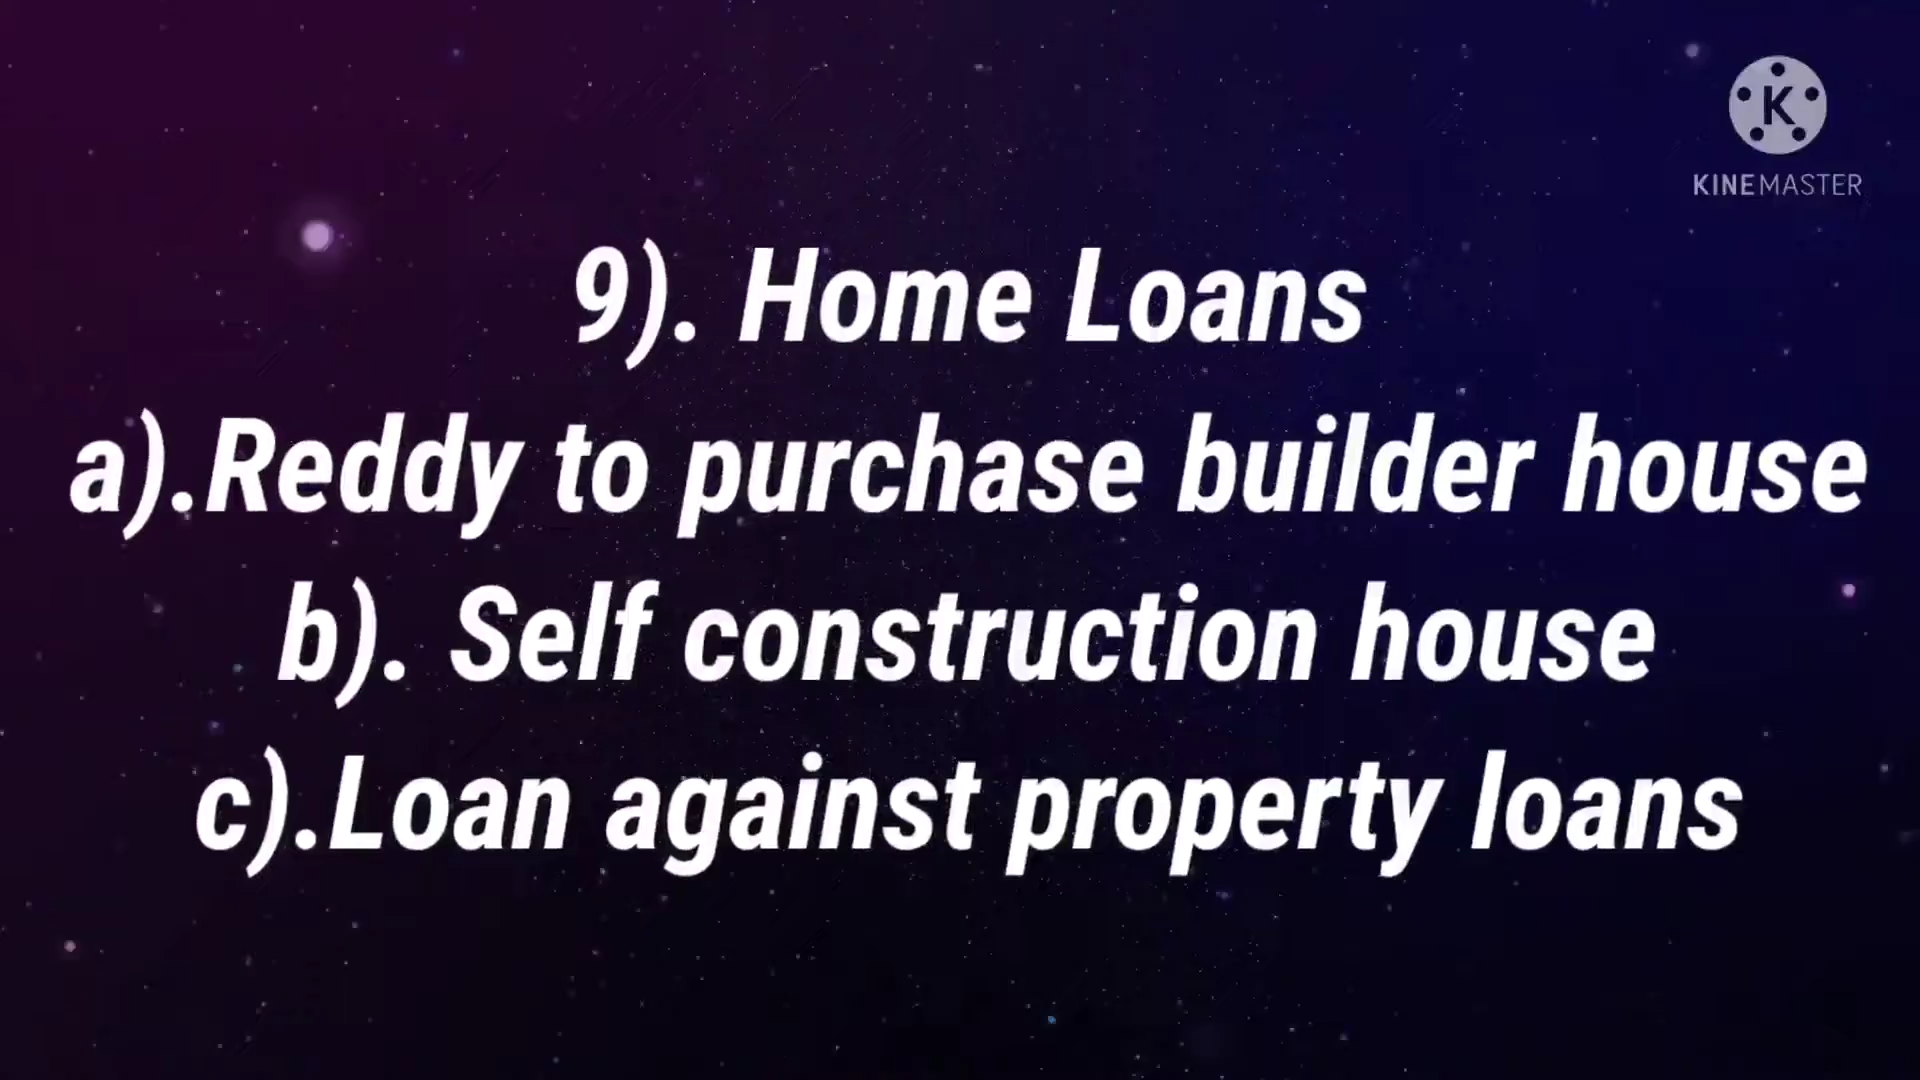 K
KINEMASTER
9). Home Loans
a).Reddy to purchase builder house
b). Self construction house
c).Loan against property loans